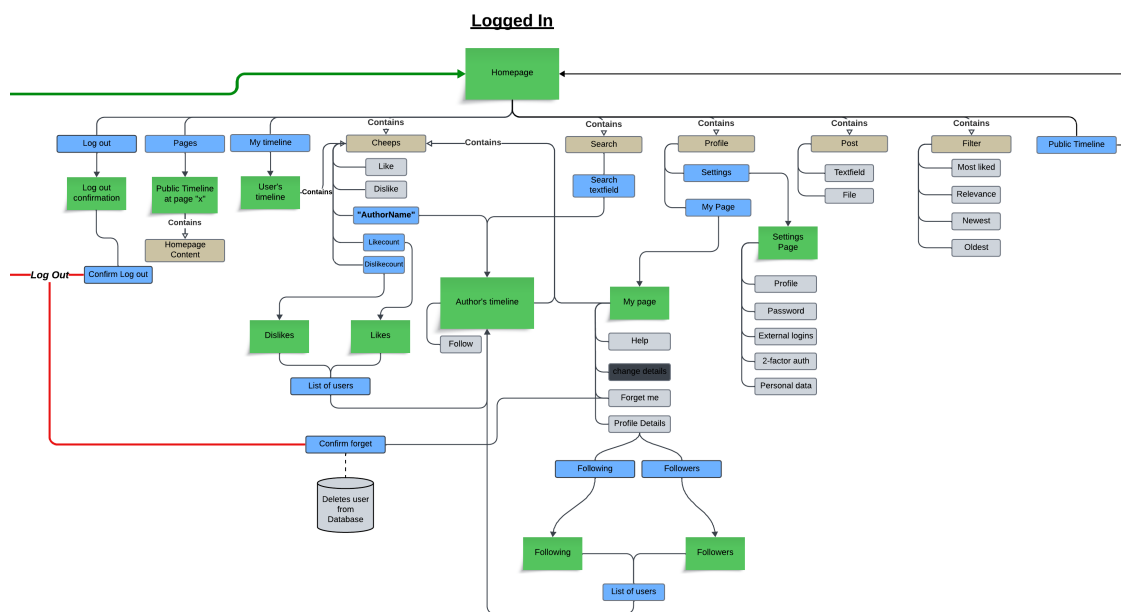 Logged In
Homepage
Contains
Contains
Contains
Contains
Contains
Log out
Pages
My timeline
Cheeps
Contains
Search
Profile
Post
Filter
Public Timeline
Like
Most liked
Settings
Textfield
Log out
confirmation
Public Timeline
at page "x"
User's
timeline
Contains
Dislike
Search
textfield
File
Relevance
"AuthorName"
My Page
Contains
Newest
Likecount
Settings
Page
Homepage
Content
Oldest
Dislikecount
Log Out
Confirm Log out
Profile
Author's timeline
My page
Password
Dislikes
Likes
Follow
Help
External logins
2-factor auth
change details
List of users
Personal data
Forget me
Profile Details
Confirm forget
Following
Followers
Deletes user
from
Database
Following
Followers
List of users